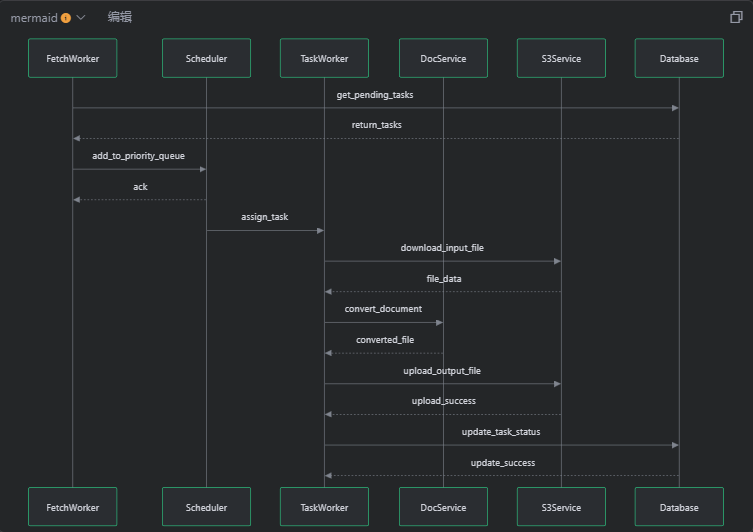 mermaid 编辑
FetchWorker Scheduler TaskWorker DocService S3Service Database
get_pending_tasks
return_tasks
add_to_priority_queue
ack
assign_task
download_input_file
file_data
convert_document
converted_file
upload_output_file
upload_success
update_task_status
update_success
FetchWorker Scheduler TaskWorker DocService S3Service Database